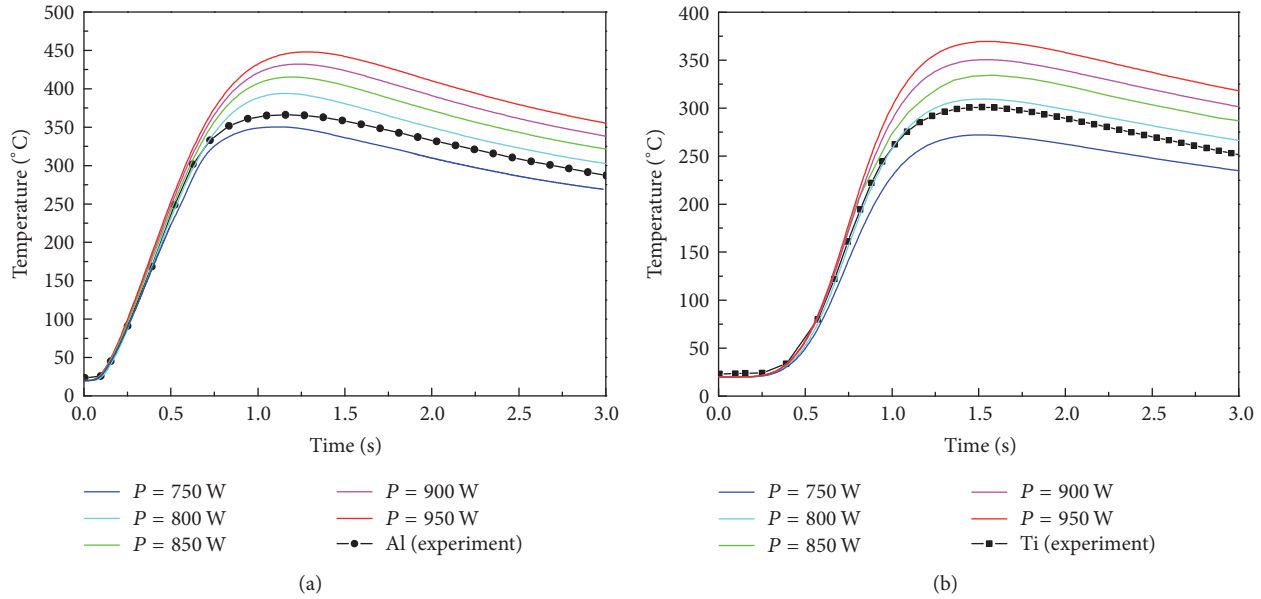 500
450
400
350
300
250
200
150
100
50
0
Temperature (°C)
0.0 0.5 1.0 1.5 2.0 2.5 3.0
Time (s)
P = 750 W
P = 800 W
P = 850 W
P = 900 W
P = 950 W
Al (experiment)
(a)
400
350
300
250
200
150
100
50
0
Temperature (°C)
0.0 0.5 1.0 1.5 2.0 2.5 3.0
Time (s)
P = 750 W
P = 800 W
P = 850 W
P = 900 W
P = 950 W
Ti (experiment)
(b)